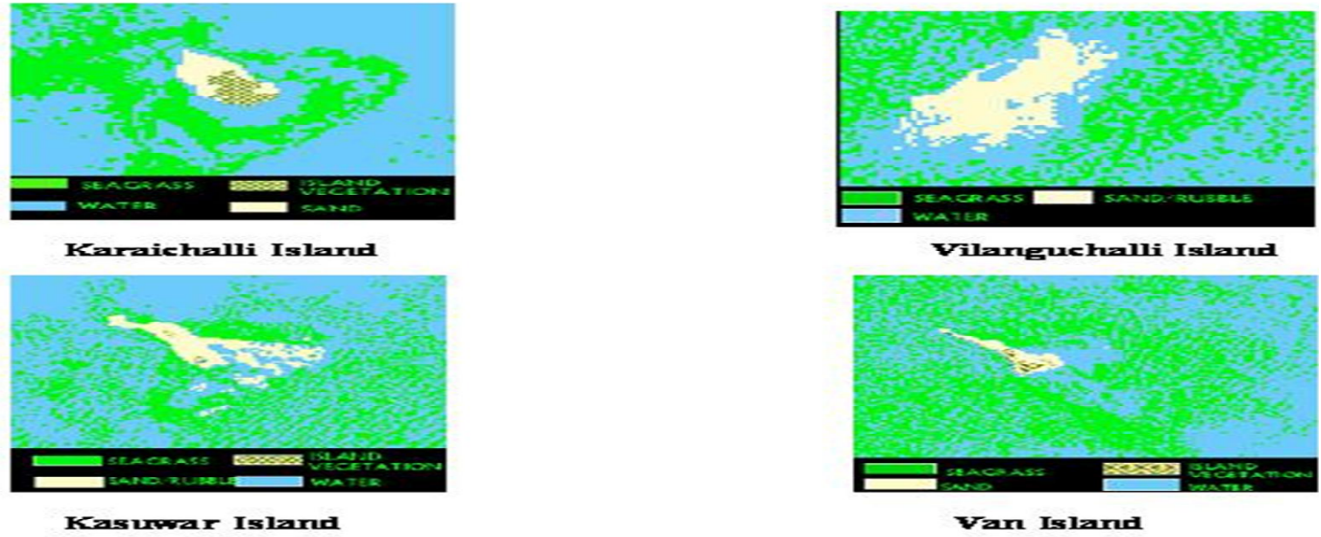 SEAGRASS ISLAND VEGETATION
WATER SAND
SEAGRASS SAND/RUBBLE
WATER
Karaichalli Island
Vilanguchalli Island
SEAGRASS ISLAND VEGETATION
SAND/RUBBLE WATER
SEAGRASS ISLAND VEGETATION
SAND WATER
Kasuwar Island
Van Island